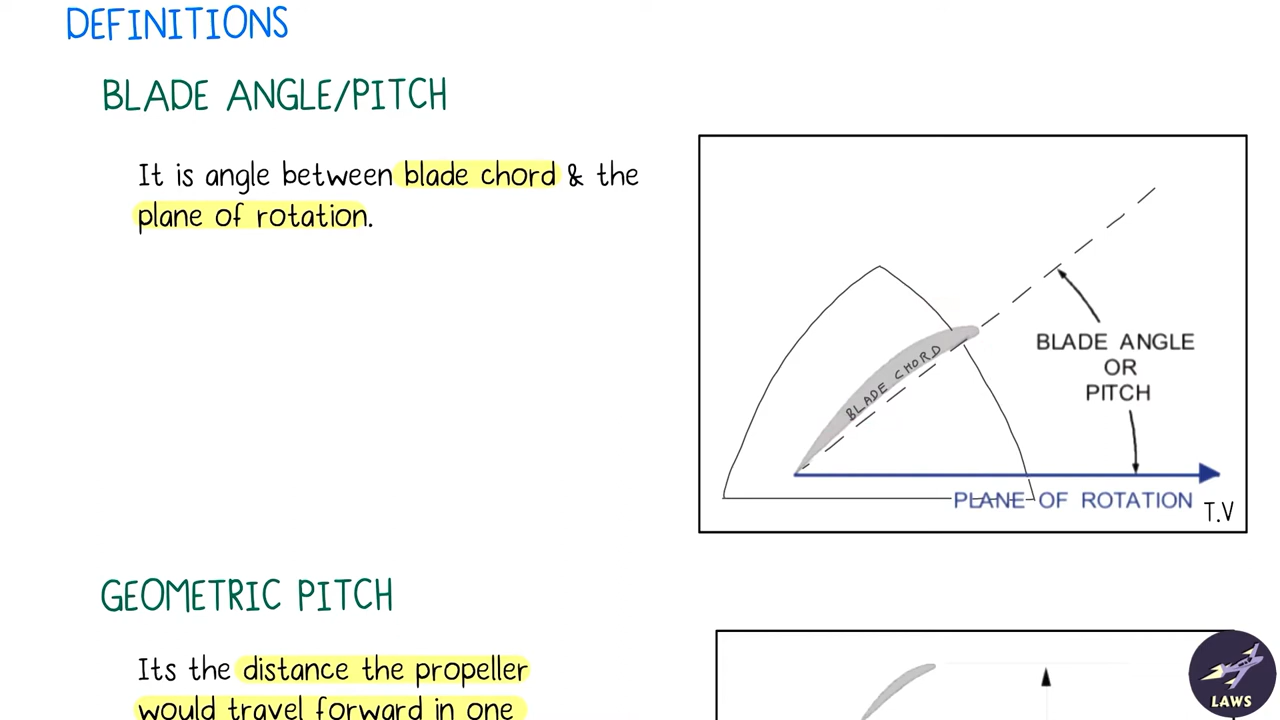 DEFINITIONS
BLADE ANGLE/PITCH
It is angle between blade chord & the
plane of rotation.
BLADE CHORD
BLADE ANGLE
OR
PITCH
PLANE OF ROTATION
T.V
GEOMETRIC PITCH
Its the distance the propeller
would travel forward in one
LAWS